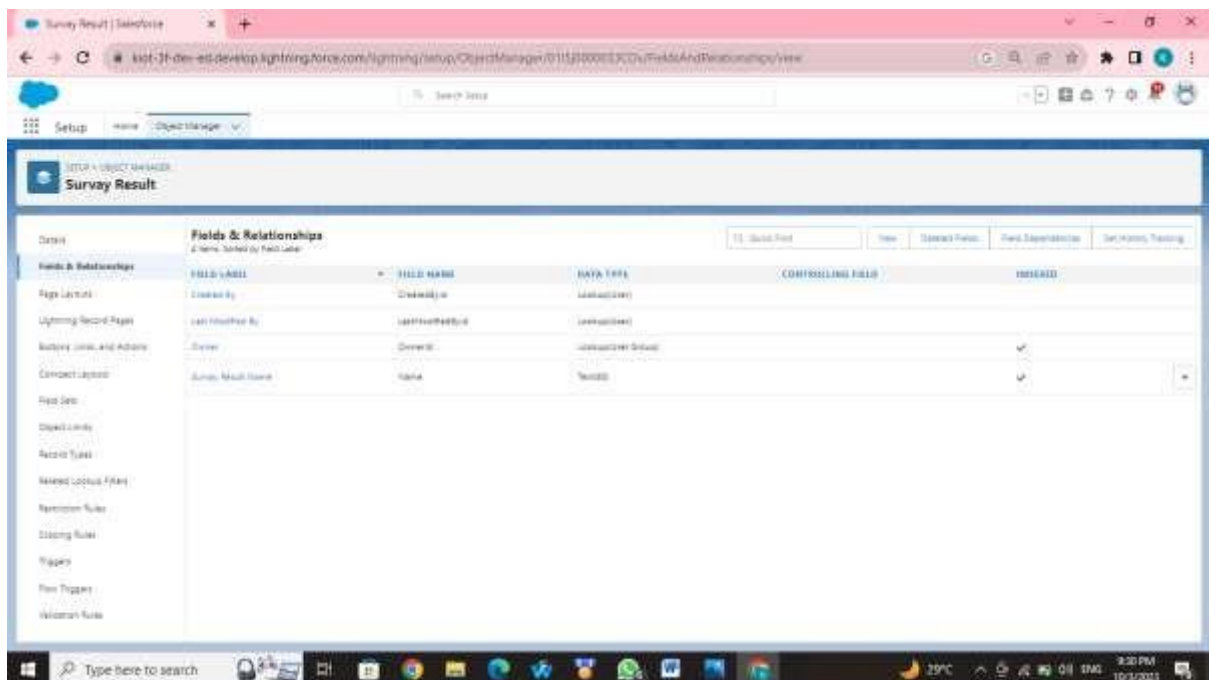 Survay Result | Salesforce
Search Setup
Setup
Home
Object Manager
SETUP > OBJECT MANAGER
Survay Result
Details
Fields & Relationships
Page Layouts
Lightning Record Pages
Buttons, Links, and Actions
Compact Layouts
Field Sets
Object Limits
Record Types
Related Lookup Filters
Restriction Rules
Scoping Rules
Triggers
Flow Triggers
Validation Rules
Fields & Relationships
4 Items, Sorted by Field Label
Quick Find
New
Deleted Fields
Field Dependencies
Set History Tracking
FIELD LABEL FIELD NAME DATA TYPE CONTROLLING FIELD INDEXED
Created By CreatedById Lookup(User)
Last Modified By LastModifiedById Lookup(User)
Owner OwnerId Lookup(User,Group)
Survay Result Name Name
Type here to search
29°C
ENG
9:30 PM